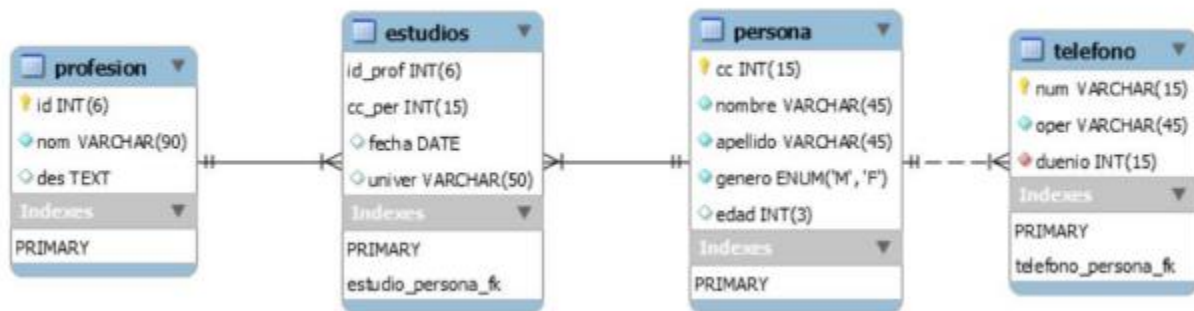 profesion
id INT(6)
nom VARCHAR(90)
des TEXT
Indexes
PRIMARY
estudios
id_prof INT(6)
cc_per INT(15)
fecha DATE
univer VARCHAR(50)
Indexes
PRIMARY
estudio_persona_fk
persona
cc INT(15)
nombre VARCHAR(45)
apellido VARCHAR(45)
genero ENUM('M', 'F')
edad INT(3)
Indexes
PRIMARY
telefono
num VARCHAR(15)
oper VARCHAR(45)
duenio INT(15)
Indexes
PRIMARY
telefono_persona_fk